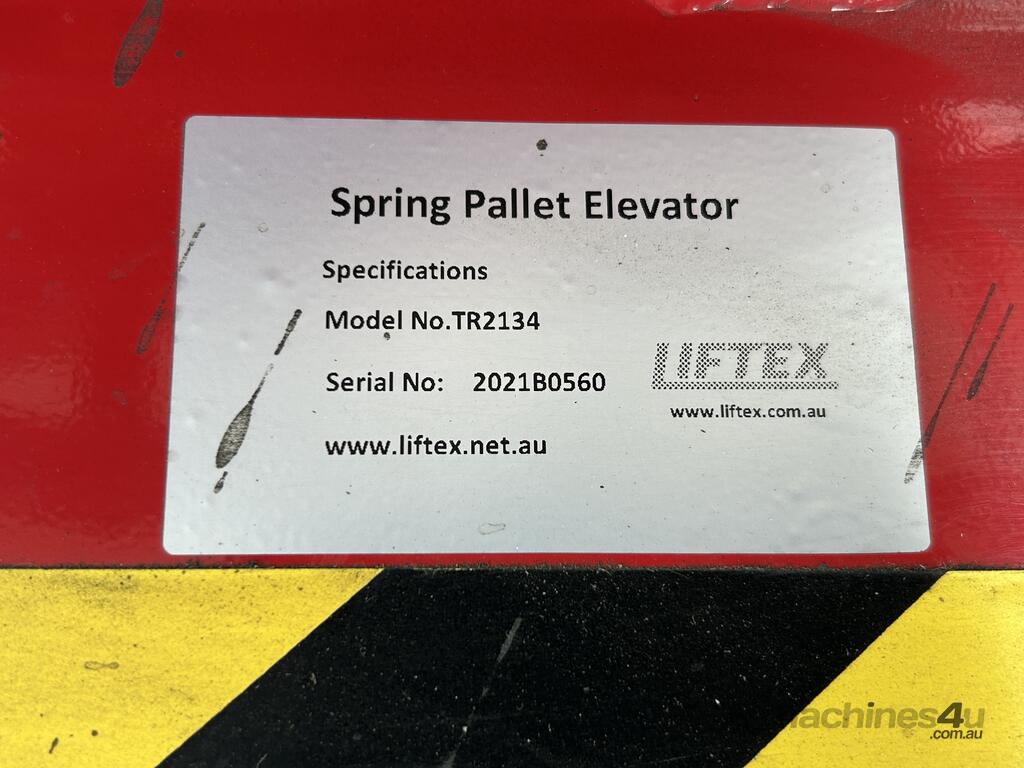 Spring Pallet Elevator
Specifications
Model No.TR2134
Serial No: 2021B0560
LIFTEX
www.liftex.com.au
www.liftex.net.au
machines4u
.com.au